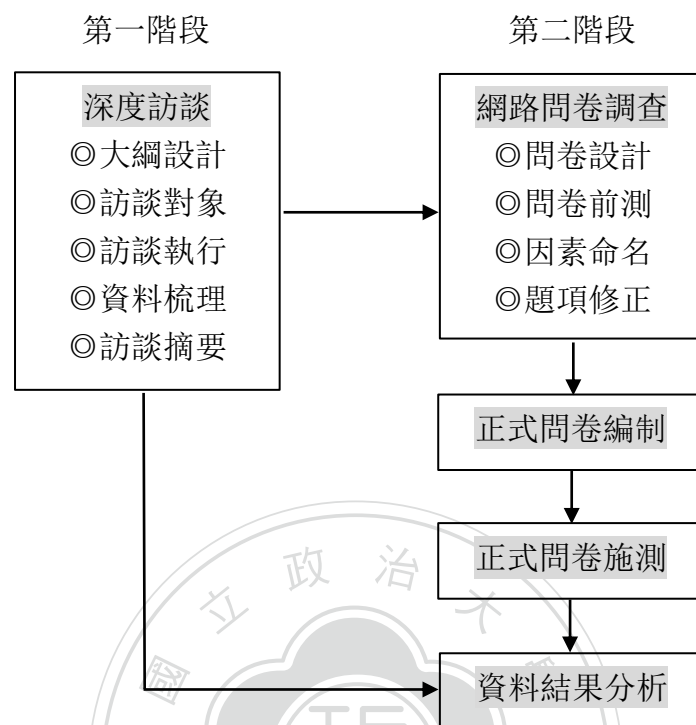 第一階段
第二階段
深度訪談
◎大綱設計
◎訪談對象
◎訪談執行
◎資料梳理
◎訪談摘要
網路問卷調查
◎問卷設計
◎問卷前測
◎因素命名
◎題項修正
正式問卷編制
正式問卷施測
資料結果分析
國立政治大